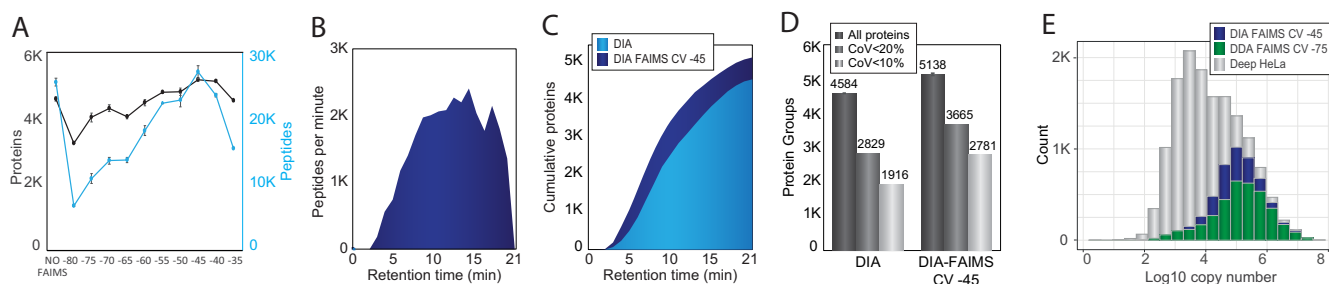 A
6K
4K
2K
0
Proteins
30K
20K
10K
0
Peptides
NO FAIMS -80 -75 -70 -65 -60 -55 -50 -45 -40 -35
B
3K
2K
1K
0
Peptides per minute
0 5 10 15 21
Retention time (min)
C
DIA
DIA FAIMS CV -45
6K
5K
4K
3K
2K
1K
0
Cumulative proteins
0 5 10 15 21
Retention time (min)
D
All proteins
CoV<20%
CoV<10%
6K
5K
4K
3K
2K
1K
0
Protein Groups
4584
2829
1916
5138
3665
2781
DIA
DIA-FAIMS
CV -45
E
DIA FAIMS CV -45
DDA FAIMS CV -75
Deep HeLa
2K
1K
0
Count
0 2 4 6 8
Log10 copy number